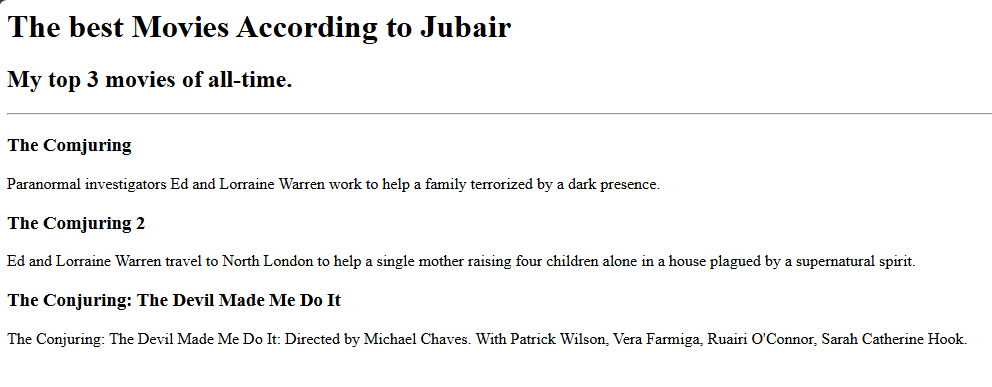 The best Movies According to Jubair
My top 3 movies of all-time.
The Comjuring
Paranormal investigators Ed and Lorraine Warren work to help a family terrorized by a dark presence.
The Comjuring 2
Ed and Lorraine Warren travel to North London to help a single mother raising four children alone in a house plagued by a supernatural spirit.
The Conjuring: The Devil Made Me Do It
The Conjuring: The Devil Made Me Do It: Directed by Michael Chaves. With Patrick Wilson, Vera Farmiga, Ruairi O'Connor, Sarah Catherine Hook.